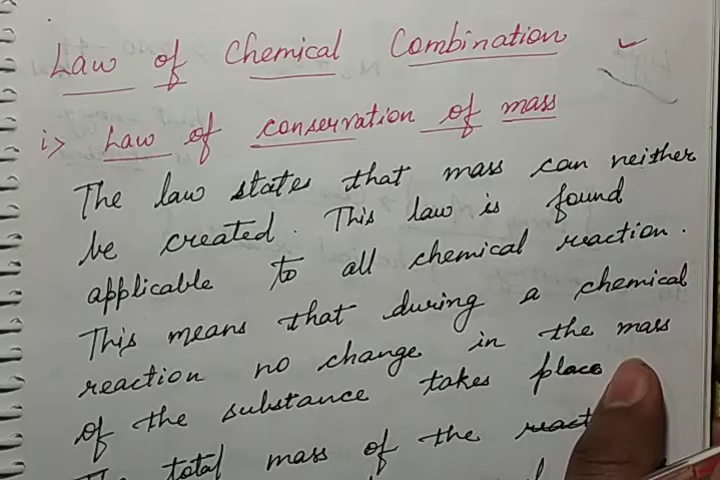 Law of Chemical Combination
i> Law of conservation of mass
The law states that mass can neither
be created. This law is found
applicable to all chemical reaction.
This means that during a chemical
reaction no change in the mass
of the substance takes place
total mass of the